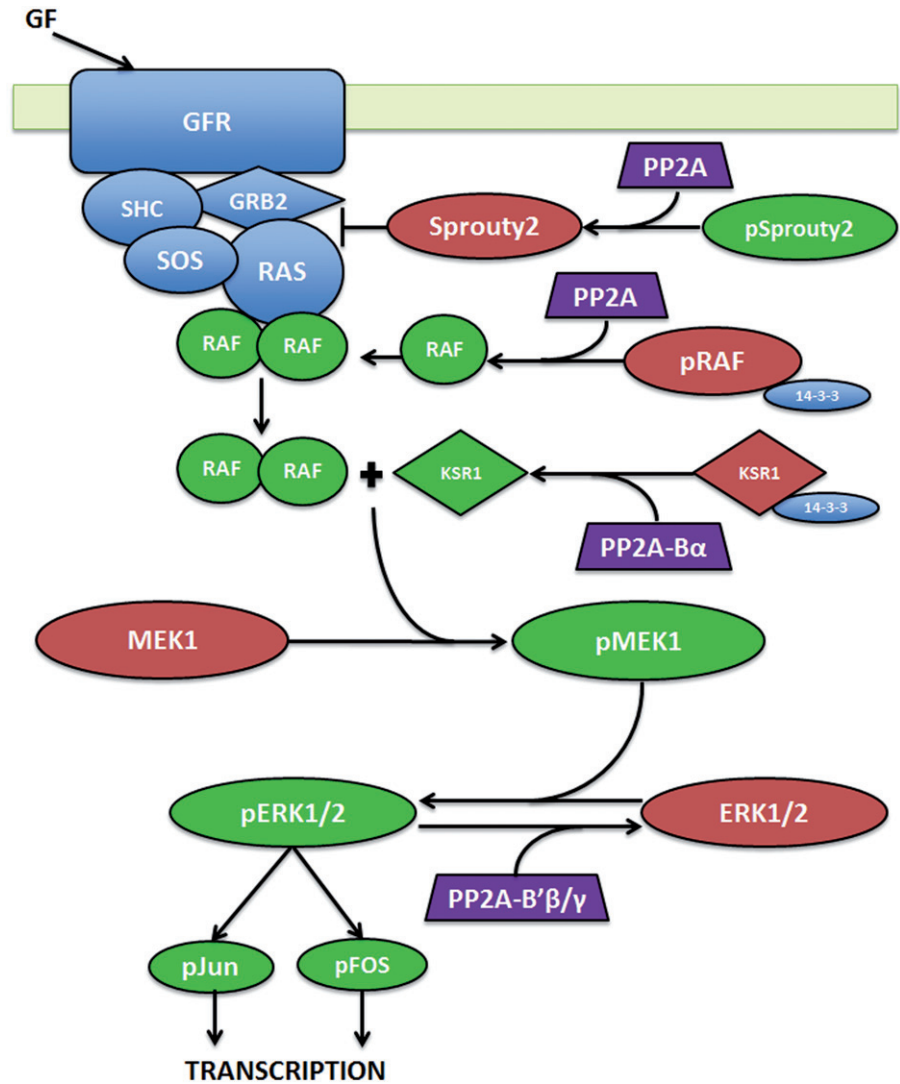 GF
GFR
PP2A
SHC
GRB2
Sprouty2
pSprouty2
SOS
RAS
PP2A
RAF
RAF
RAF
pRAF
14-3-3
RAF
RAF
+
KSR1
KSR1
14-3-3
PP2A-Bα
MEK1
pMEK1
pERK1/2
ERK1/2
PP2A-B’β/γ
pJun
pFOS
TRANSCRIPTION